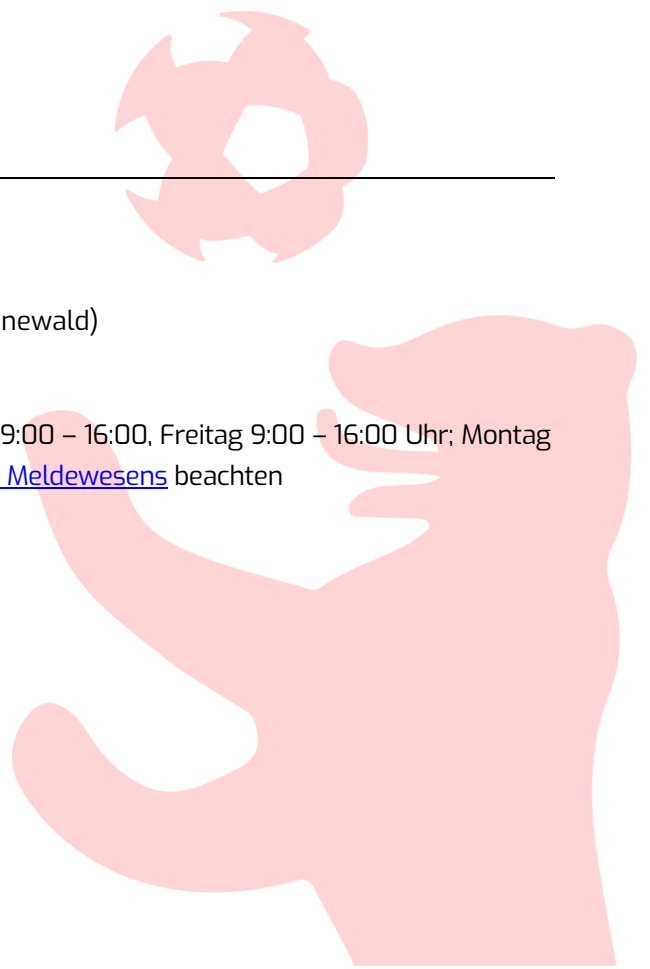 newald)
9:00 – 16:00, Freitag 9:00 – 16:00 Uhr; Montag
Meldewesens beachten